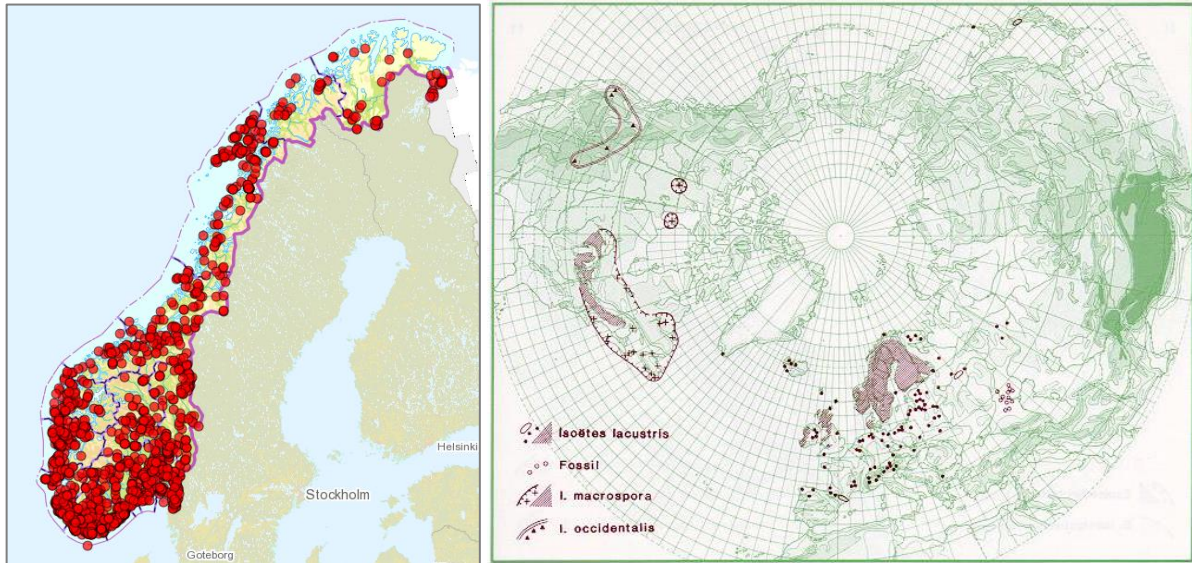 Helsinki
Stockholm
Goteborg
Isoëtes lacustris
Fossil
I. macrospora
I. occidentalis